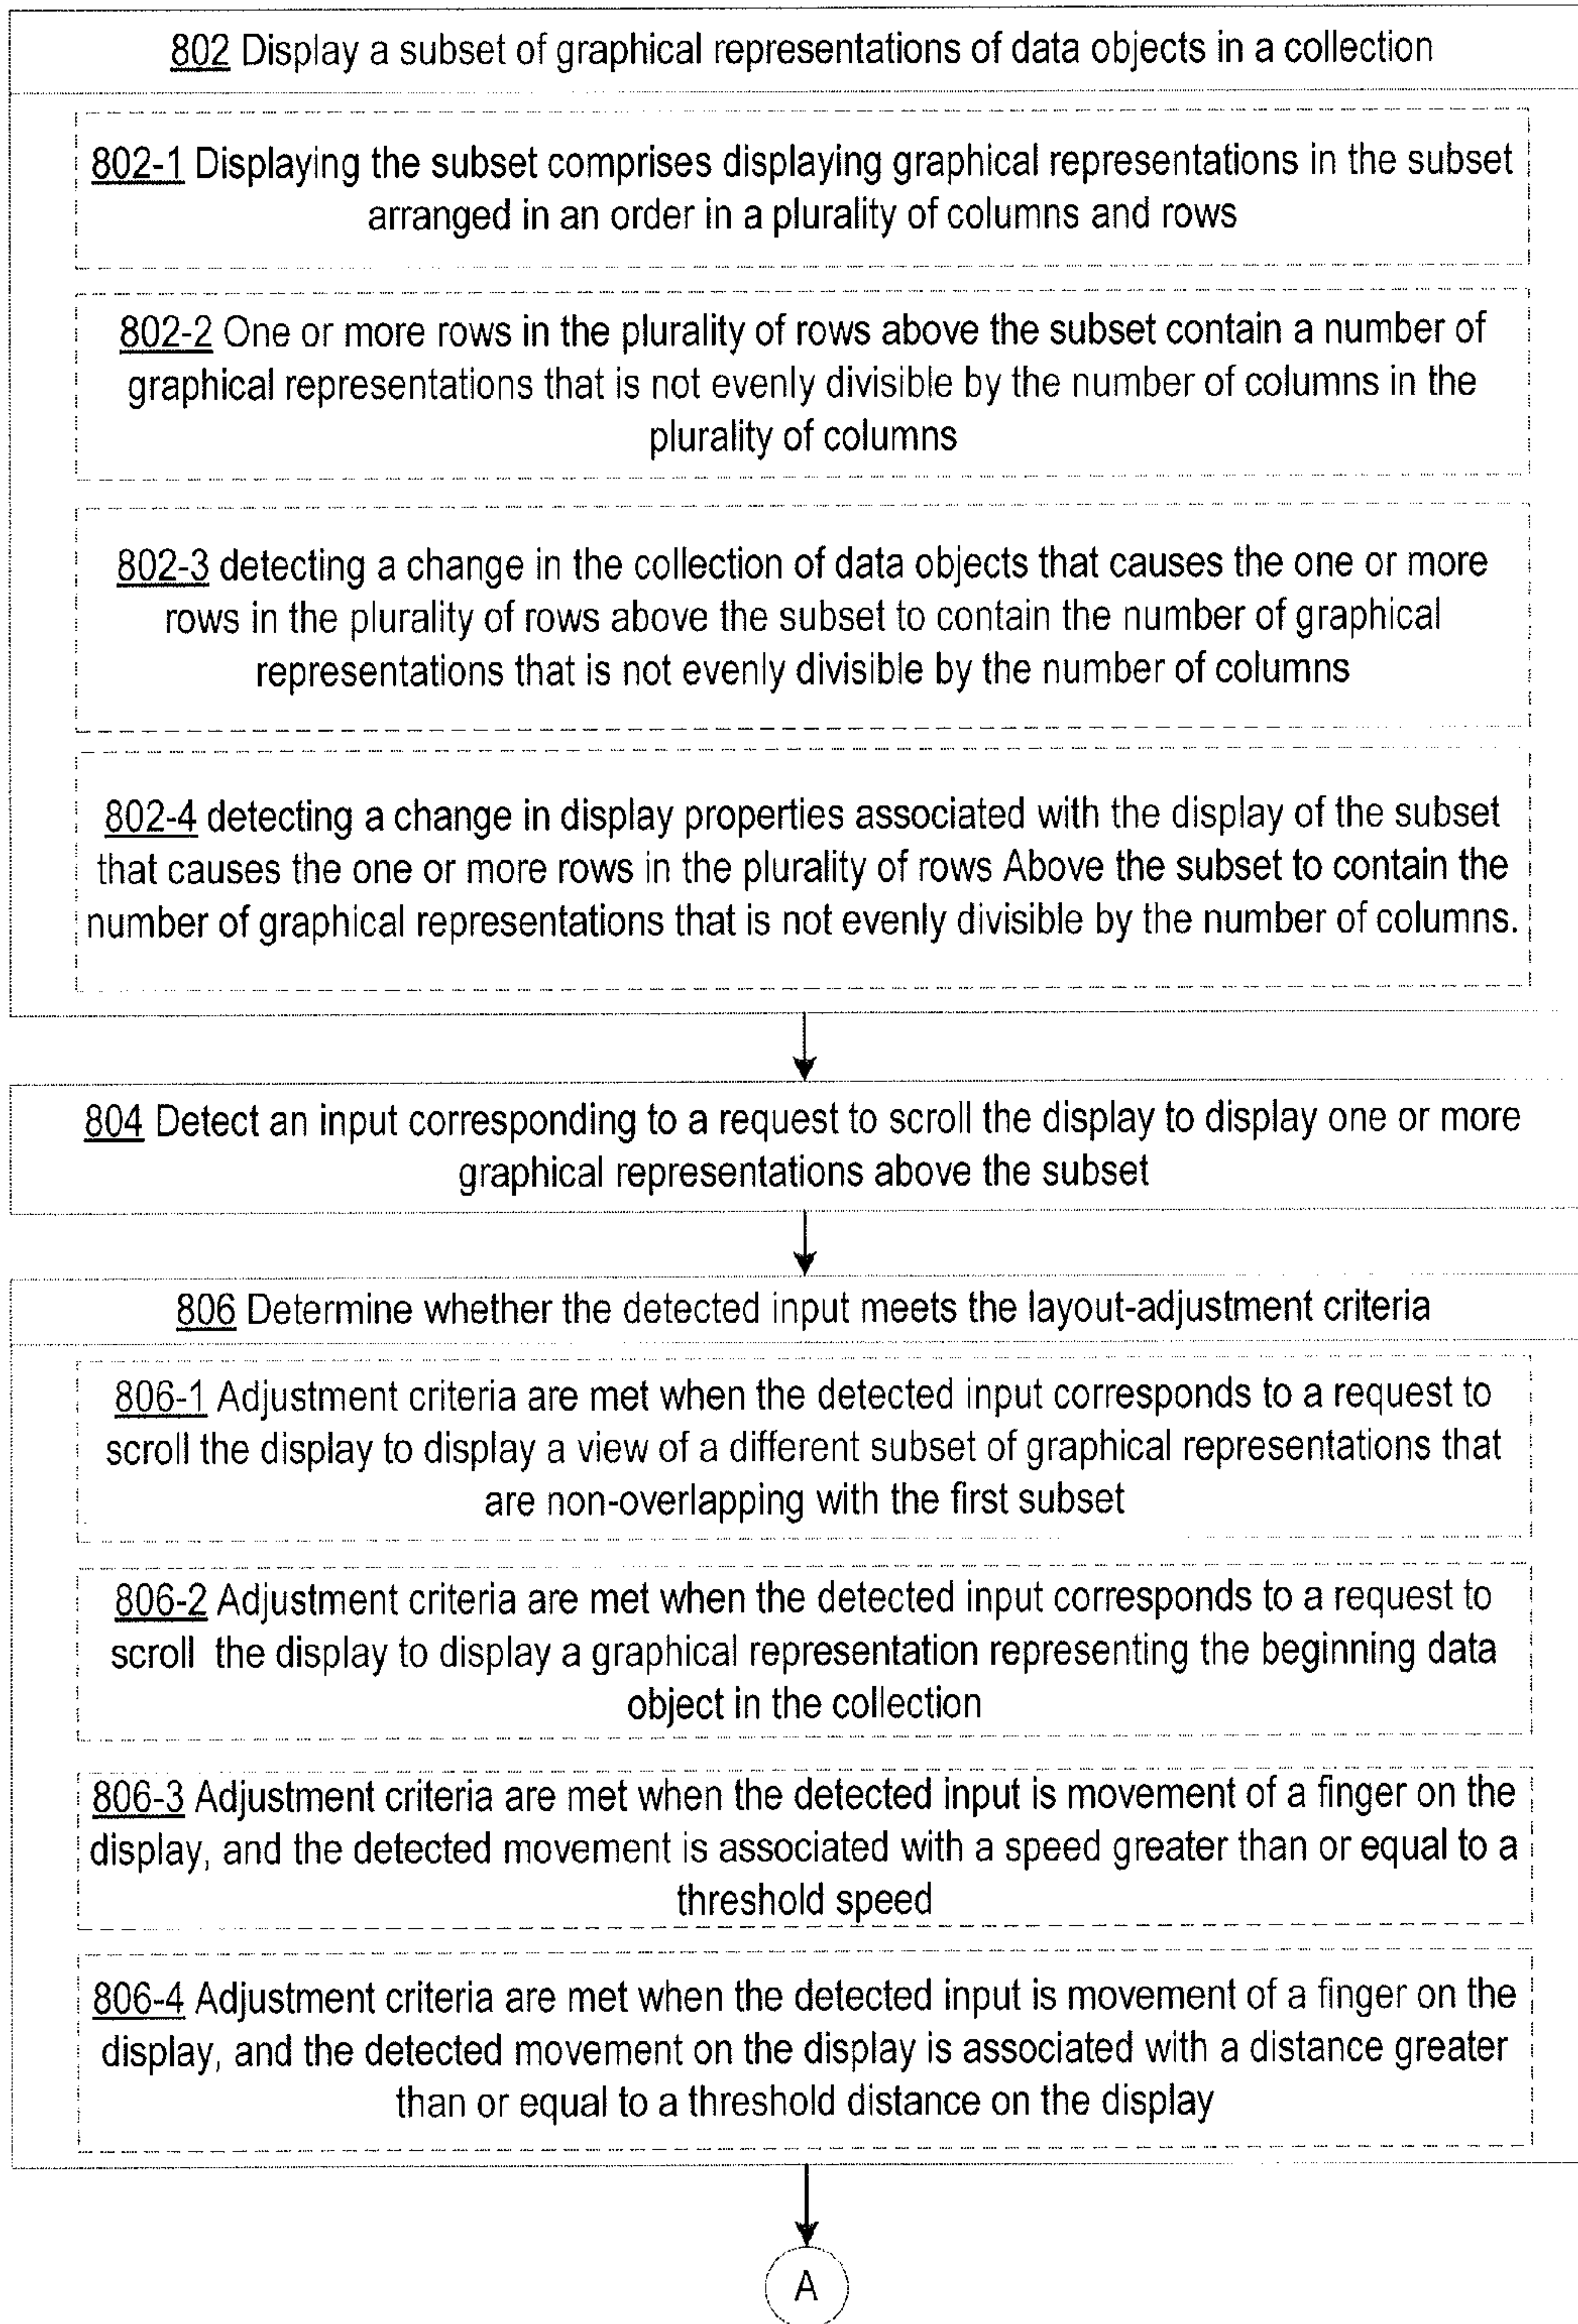 802 Display a subset of graphical representations of data objects in a collection
802-1 Displaying the subset comprises displaying graphical representations in the subset
arranged in an order in a plurality of columns and rows
802-2 One or more rows in the plurality of rows above the subset contain a number of
graphical representations that is not evenly divisible by the number of columns in the
plurality of columns
802-3 detecting a change in the collection of data objects that causes the one or more
rows in the plurality of rows above the subset to contain the number of graphical
representations that is not evenly divisible by the number of columns
802-4 detecting a change in display properties associated with the display of the subset
that causes the one or more rows in the plurality of rows Above the subset to contain the
number of graphical representations that is not evenly divisible by the number of columns.
804 Detect an input corresponding to a request to scroll the display to display one or more
graphical representations above the subset
806 Determine whether the detected input meets the layout-adjustment criteria
806-1 Adjustment criteria are met when the detected input corresponds to a request to
scroll the display to display a view of a different subset of graphical representations that
are non-overlapping with the first subset
806-2 Adjustment criteria are met when the detected input corresponds to a request to
scroll the display to display a graphical representation representing the beginning data
object in the collection
806-3 Adjustment criteria are met when the detected input is movement of a finger on the
display, and the detected movement is associated with a speed greater than or equal to a
threshold speed
806-4 Adjustment criteria are met when the detected input is movement of a finger on the
display, and the detected movement on the display is associated with a distance greater
than or equal to a threshold distance on the display
A